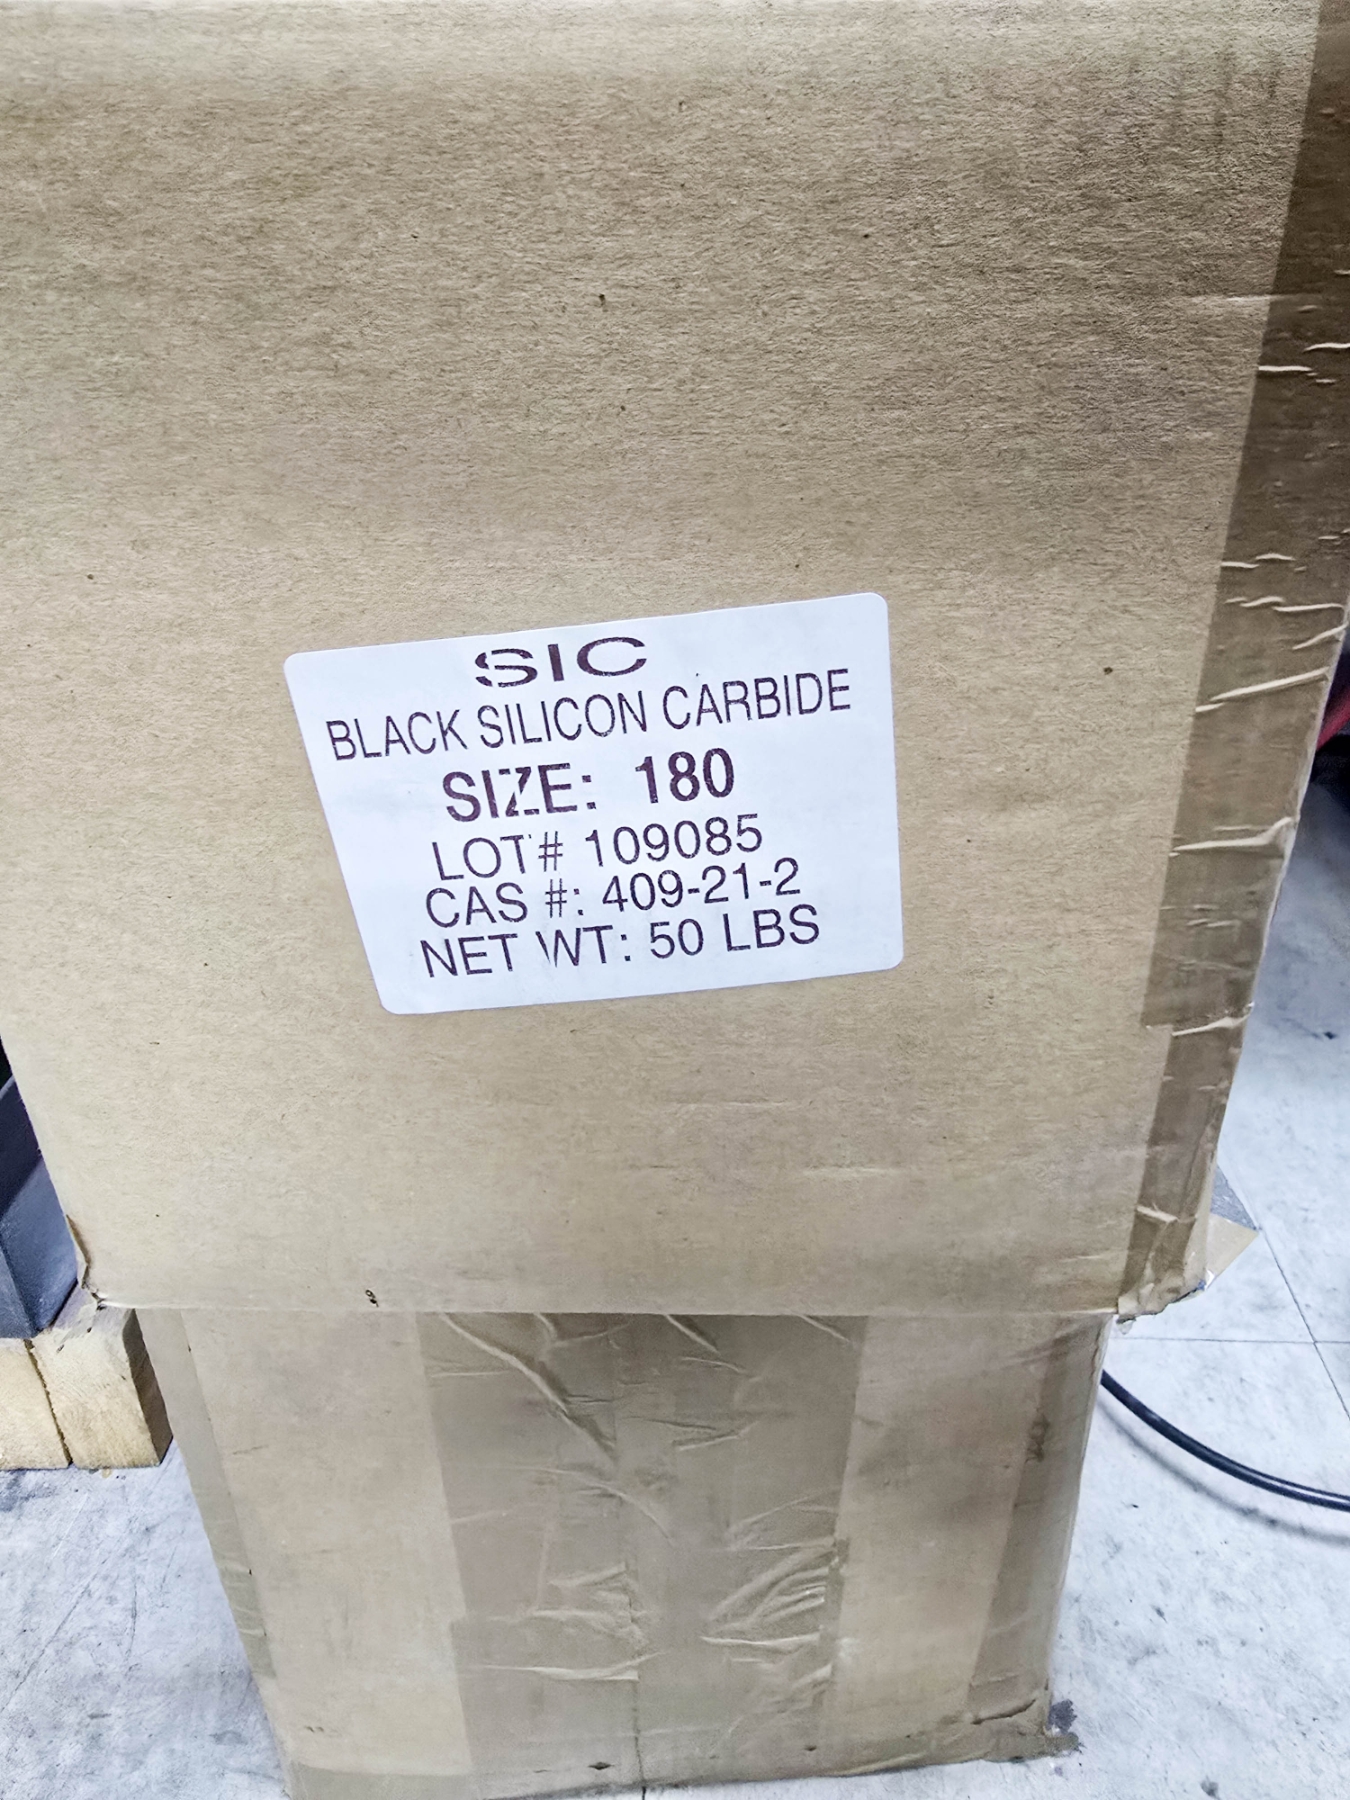 SIC
BLACK SILICON CARBIDE
SIZE: 180
LOT# 109085
CAS #: 409-21-2
NET WT: 50 LBS